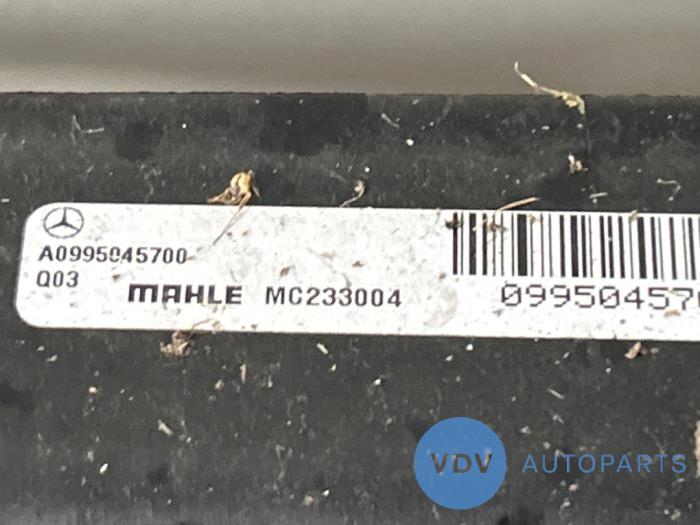 A0995045700
Q03 MAHLE MC233004
09950457
VDV AUTOPARTS